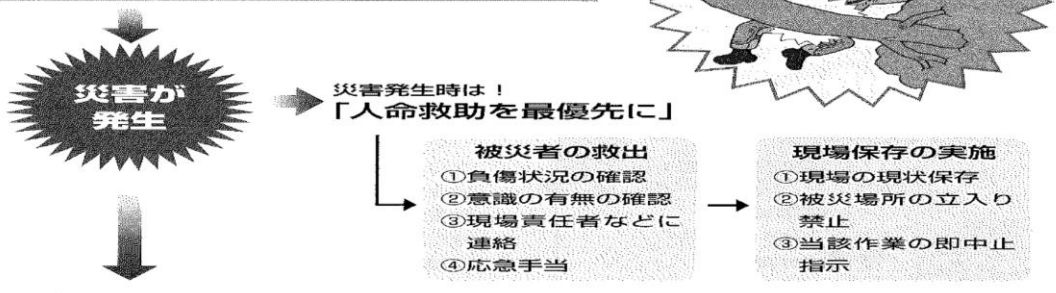 災害が
発生
災害発生時は！
「人命救助を最優先に」
被災者の救出
①負傷状況の確認
②意識の有無の確認
③現場責任者などに
連絡
④応急手当
現場保存の実施
①現場の現状保存
②被災場所の立入り
禁止
③当該作業の即中止
指示